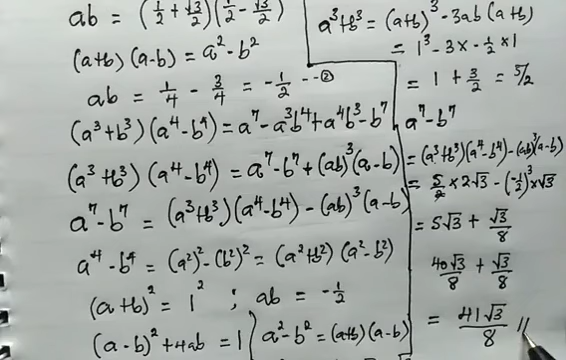 ab = (1/2 + √3/2)(1/2 - √3/2)
(a+b)(a-b) = a² - b²
ab = 1/4 - 3/4 = -1/2 --②
(a³+b³)(a⁴-b⁴) = a⁷ - a³b⁴ + a⁴b³ - b⁷
(a³+b³)(a⁴-b⁴) = a⁷ - b⁷ + (ab)³(a-b)
a⁷ - b⁷ = (a³+b³)(a⁴-b⁴) - (ab)³(a-b)
a⁴ - b⁴ = (a²)² - (b²)² = (a²+b²)(a²-b²)
(a+b)² = 1² ; ab = -1/2
(a-b)² + 4ab = 1
a² - b² = (a+b)(a-b)
a³+b³ = (a+b)³ - 3ab(a+b)
= 1³ - 3 × -1/2 × 1
= 1 + 3/2 = 5/2
a⁷ - b⁷
= (a³+b³)(a⁴-b⁴) - (ab)³(a-b)
= 5/2 × 2√3 - (-1/2)³ × √3
= 5√3 + √3/8
40√3/8 + √3/8
= 41√3/8 //